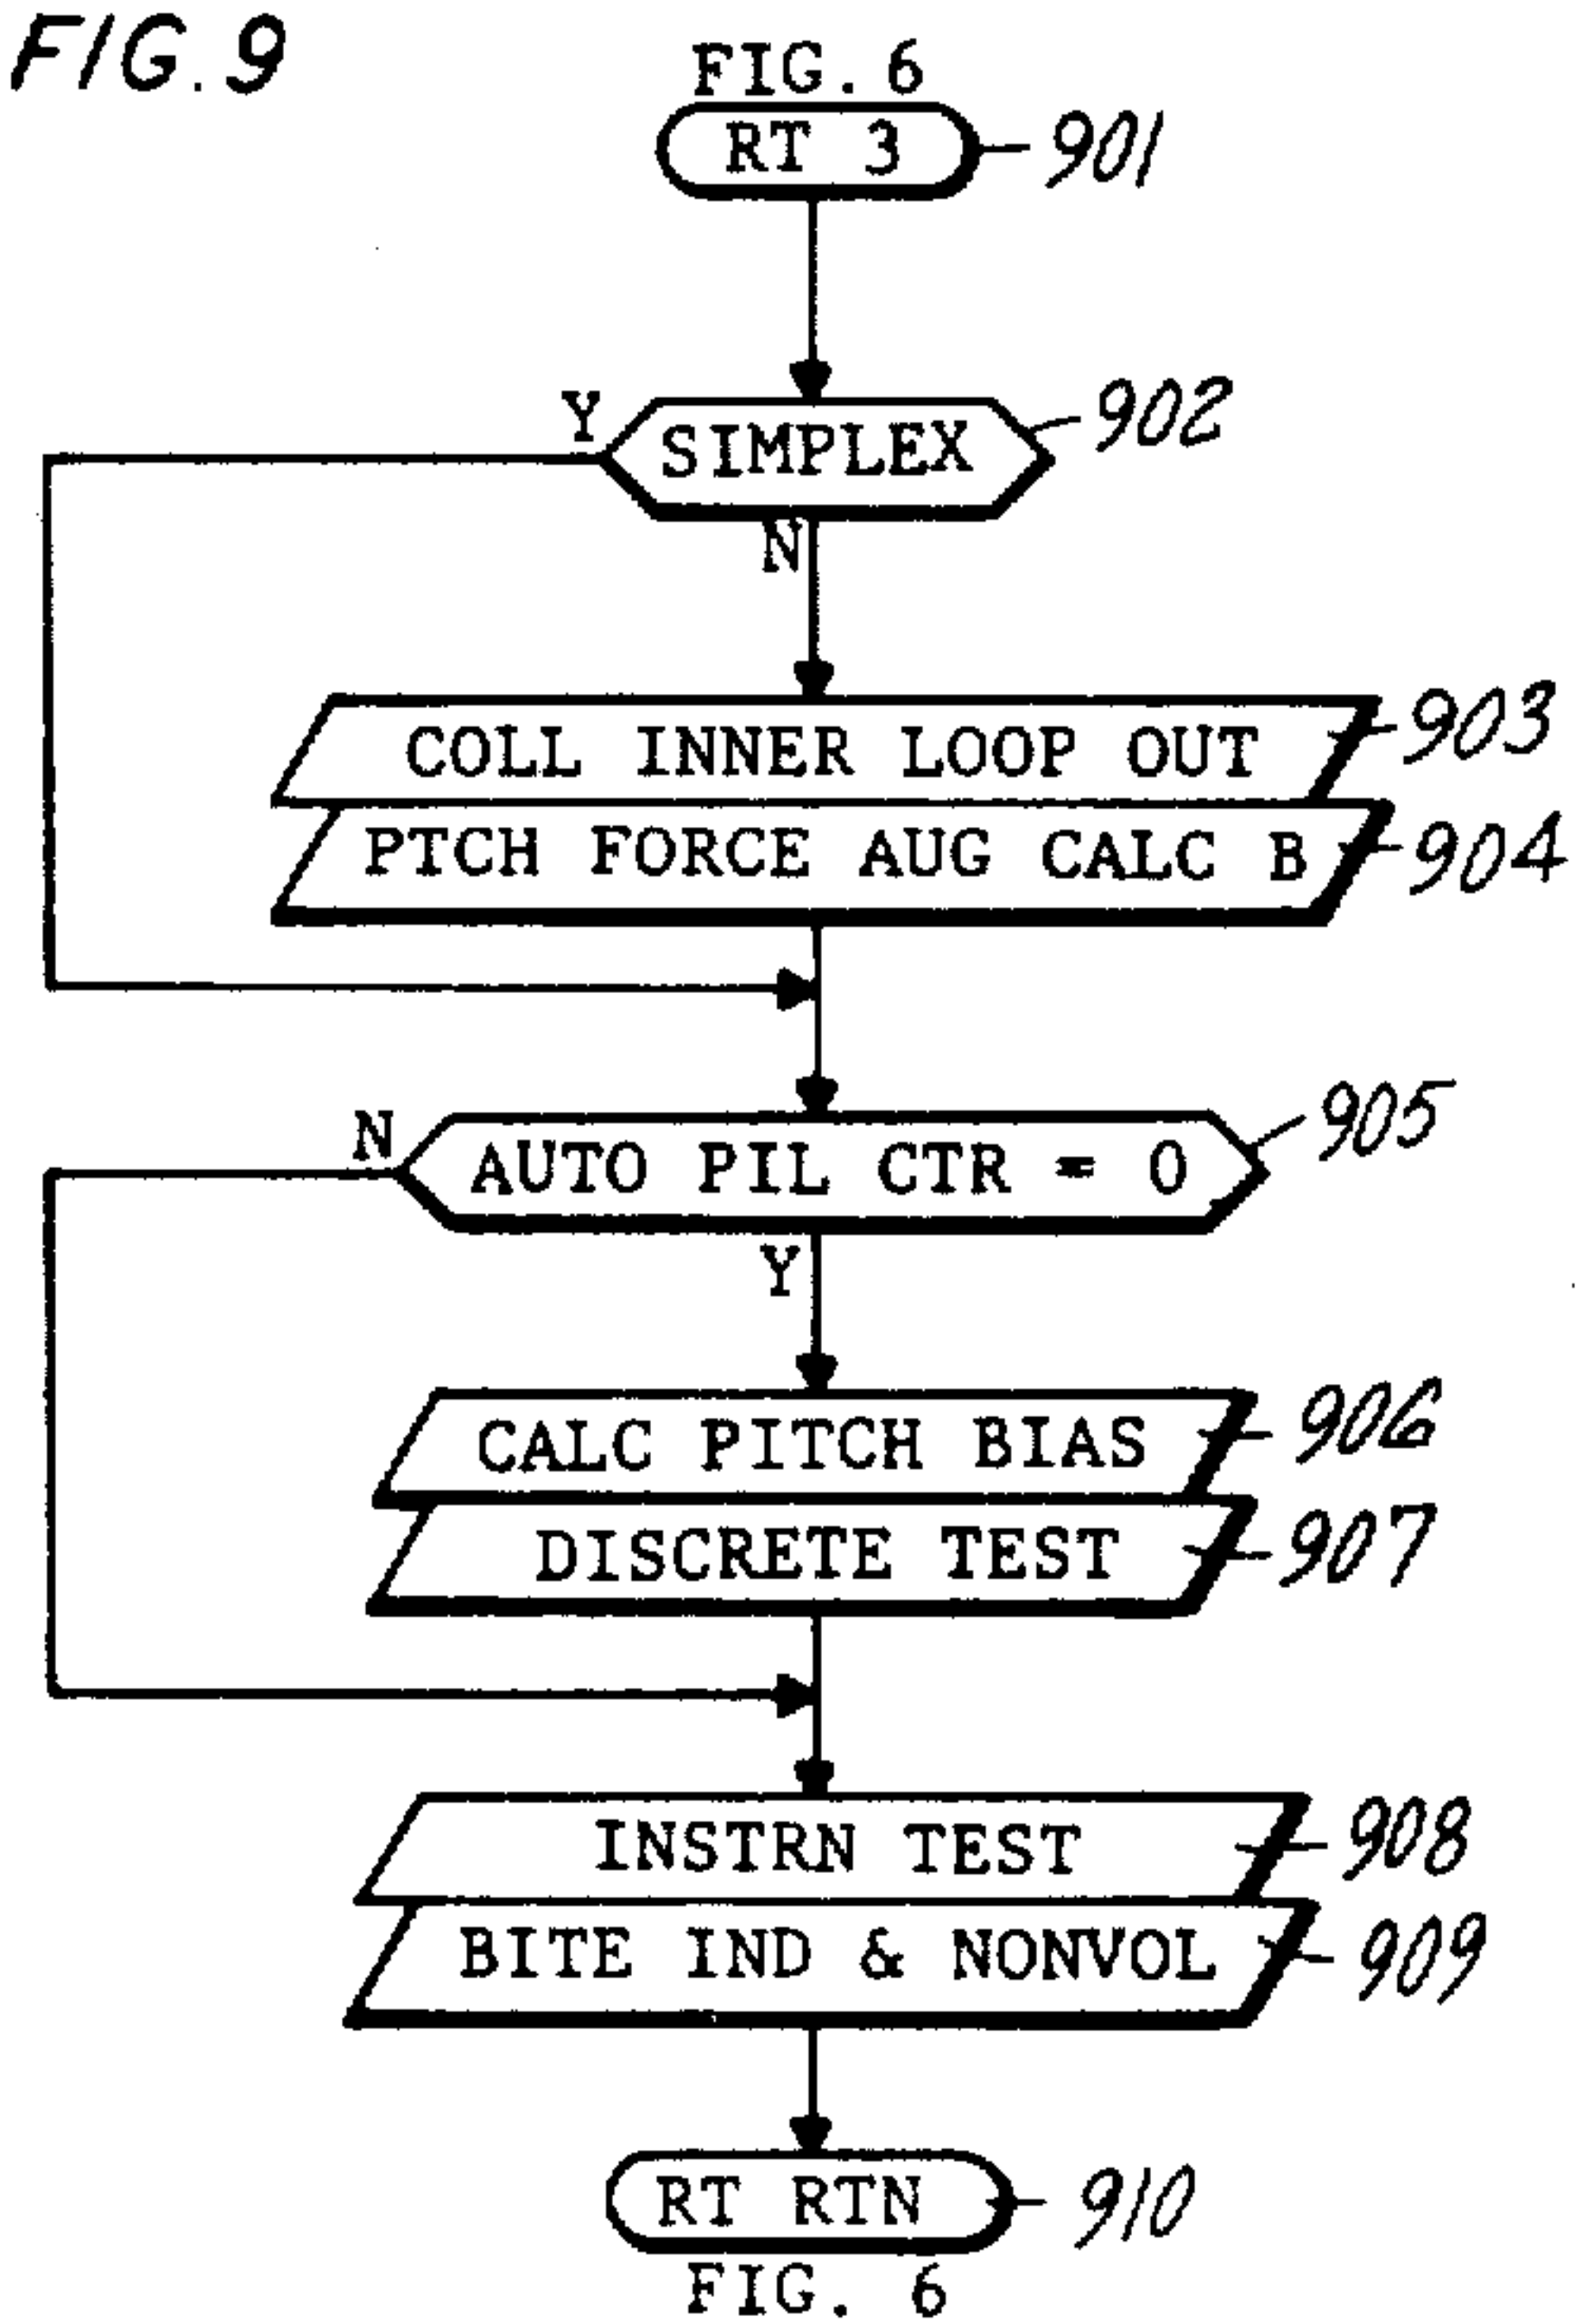 FIG. 9
FIG. 6
RT 3
901
Y
SIMPLEX
902
N
COLL INNER LOOP OUT
903
PTCH FORCE AUG CALC B
904
N
AUTO PIL CTR = 0
905
Y
CALC PITCH BIAS
906
DISCRETE TEST
907
INSTRN TEST
908
BITE IND & NONVOL
909
RT RTN
910
FIG. 6